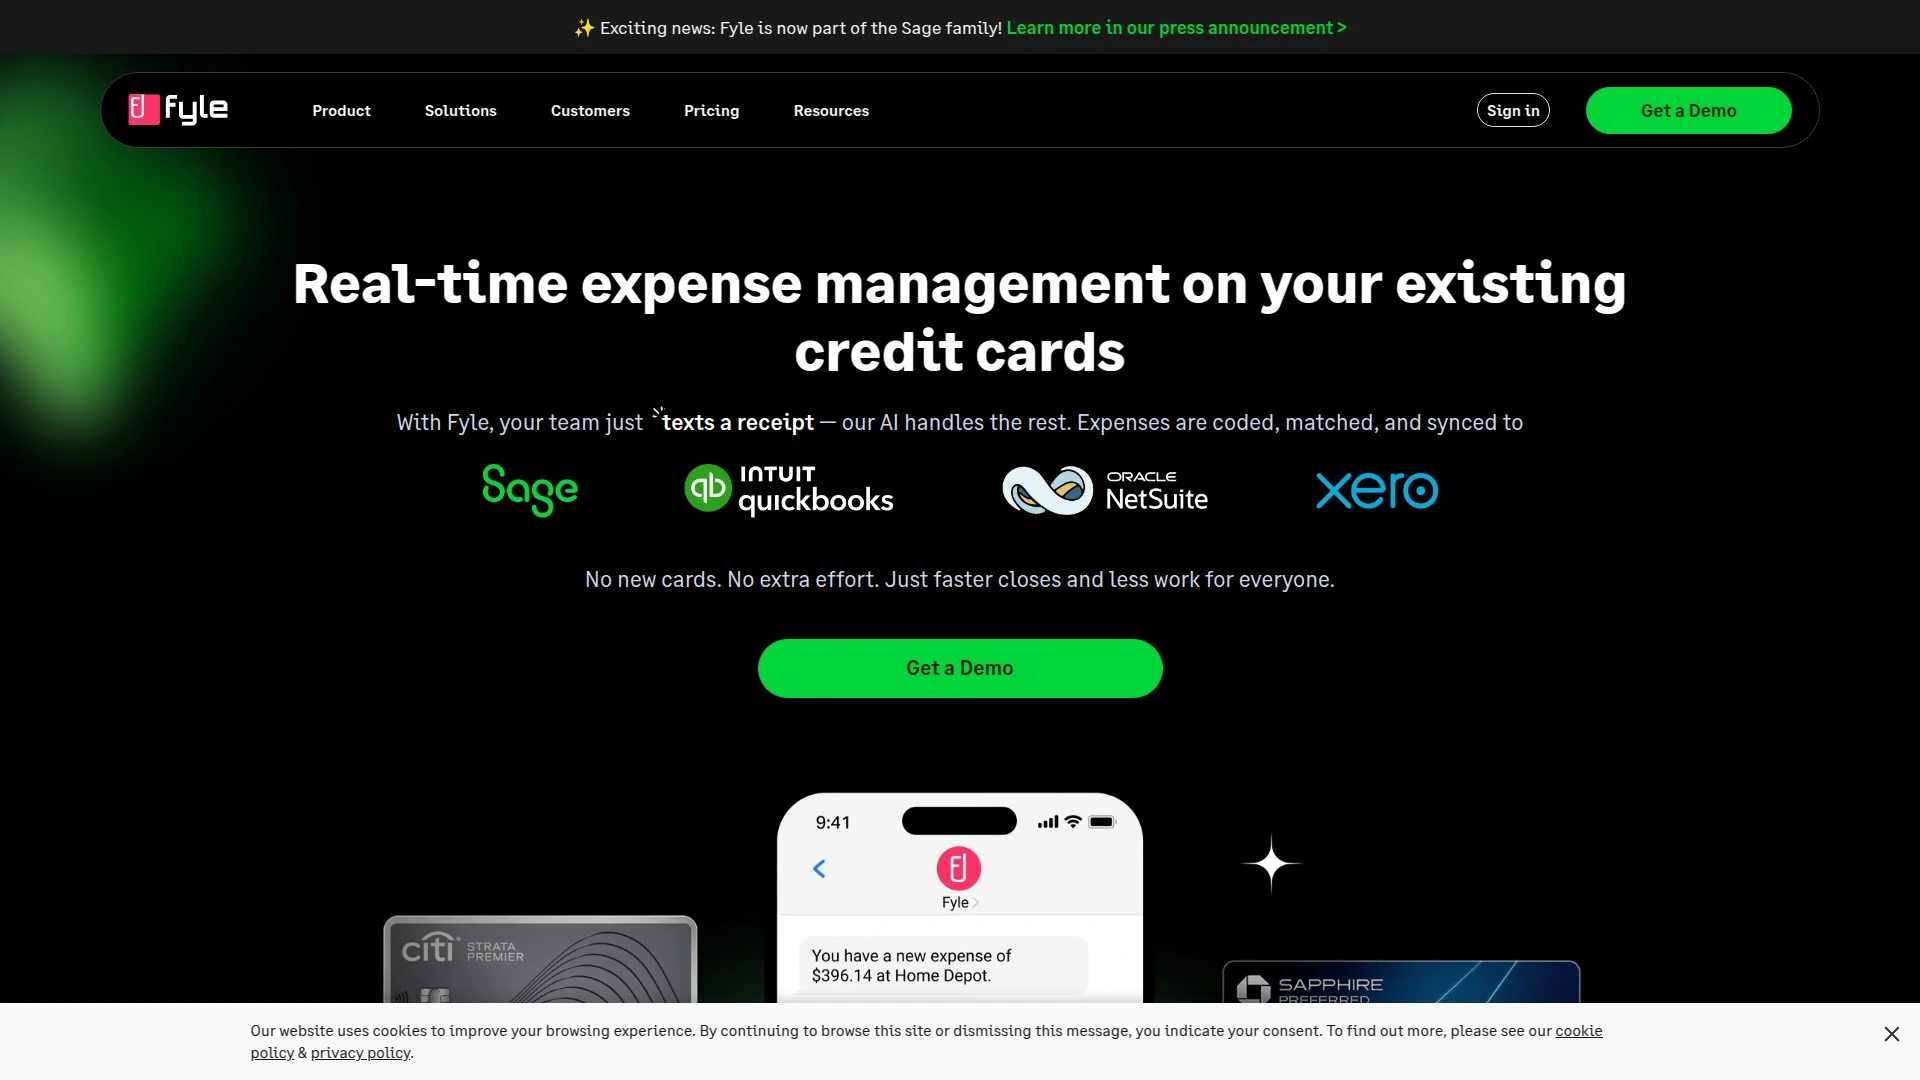 ✨ Exciting news: Fyle is now part of the Sage family! Learn more in our press announcement >
fyle
Product
Solutions
Customers
Pricing
Resources
Sign in
Get a Demo
Real-time expense management on your existing
credit cards
With Fyle, your team just texts a receipt — our AI handles the rest. Expenses are coded, matched, and synced to
Sage
qb INTUIT
quickbooks
ORACLE
NetSuite
xero
No new cards. No extra effort. Just faster closes and less work for everyone.
Get a Demo
9:41
Fyle >
You have a new expense of
$396.14 at Home Depot.
citi STRATA
PREMIER
SAPPHIRE
PREFERRED
Our website uses cookies to improve your browsing experience. By continuing to browse this site or dismissing this message, you indicate your consent. To find out more, please see our cookie
policy & privacy policy.